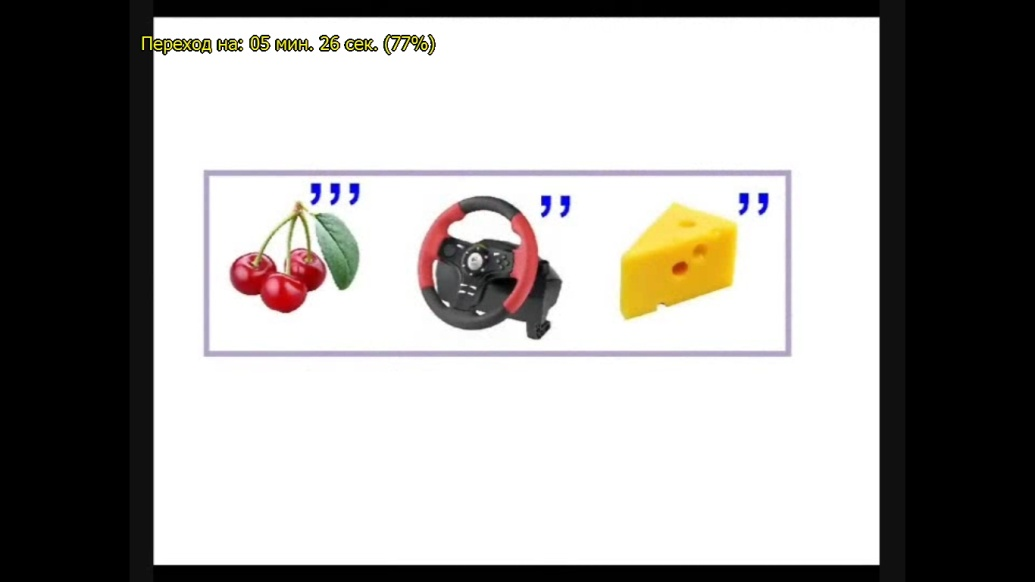 Переход на: 05 мин. 26 сек. (77%)
,,,
,,
,,